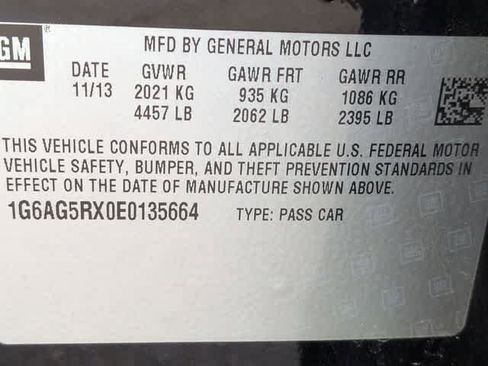 GM
MFD BY GENERAL MOTORS LLC
DATE GVWR GAWR FRT GAWR RR
11/13 2021 KG 935 KG 1086 KG
4457 LB 2062 LB 2395 LB
THIS VEHICLE CONFORMS TO ALL APPLICABLE U.S. FEDERAL MOTOR
VEHICLE SAFETY, BUMPER, AND THEFT PREVENTION STANDARDS IN
EFFECT ON THE DATE OF MANUFACTURE SHOWN ABOVE.
1G6AG5RX0E0135664 TYPE: PASS CAR